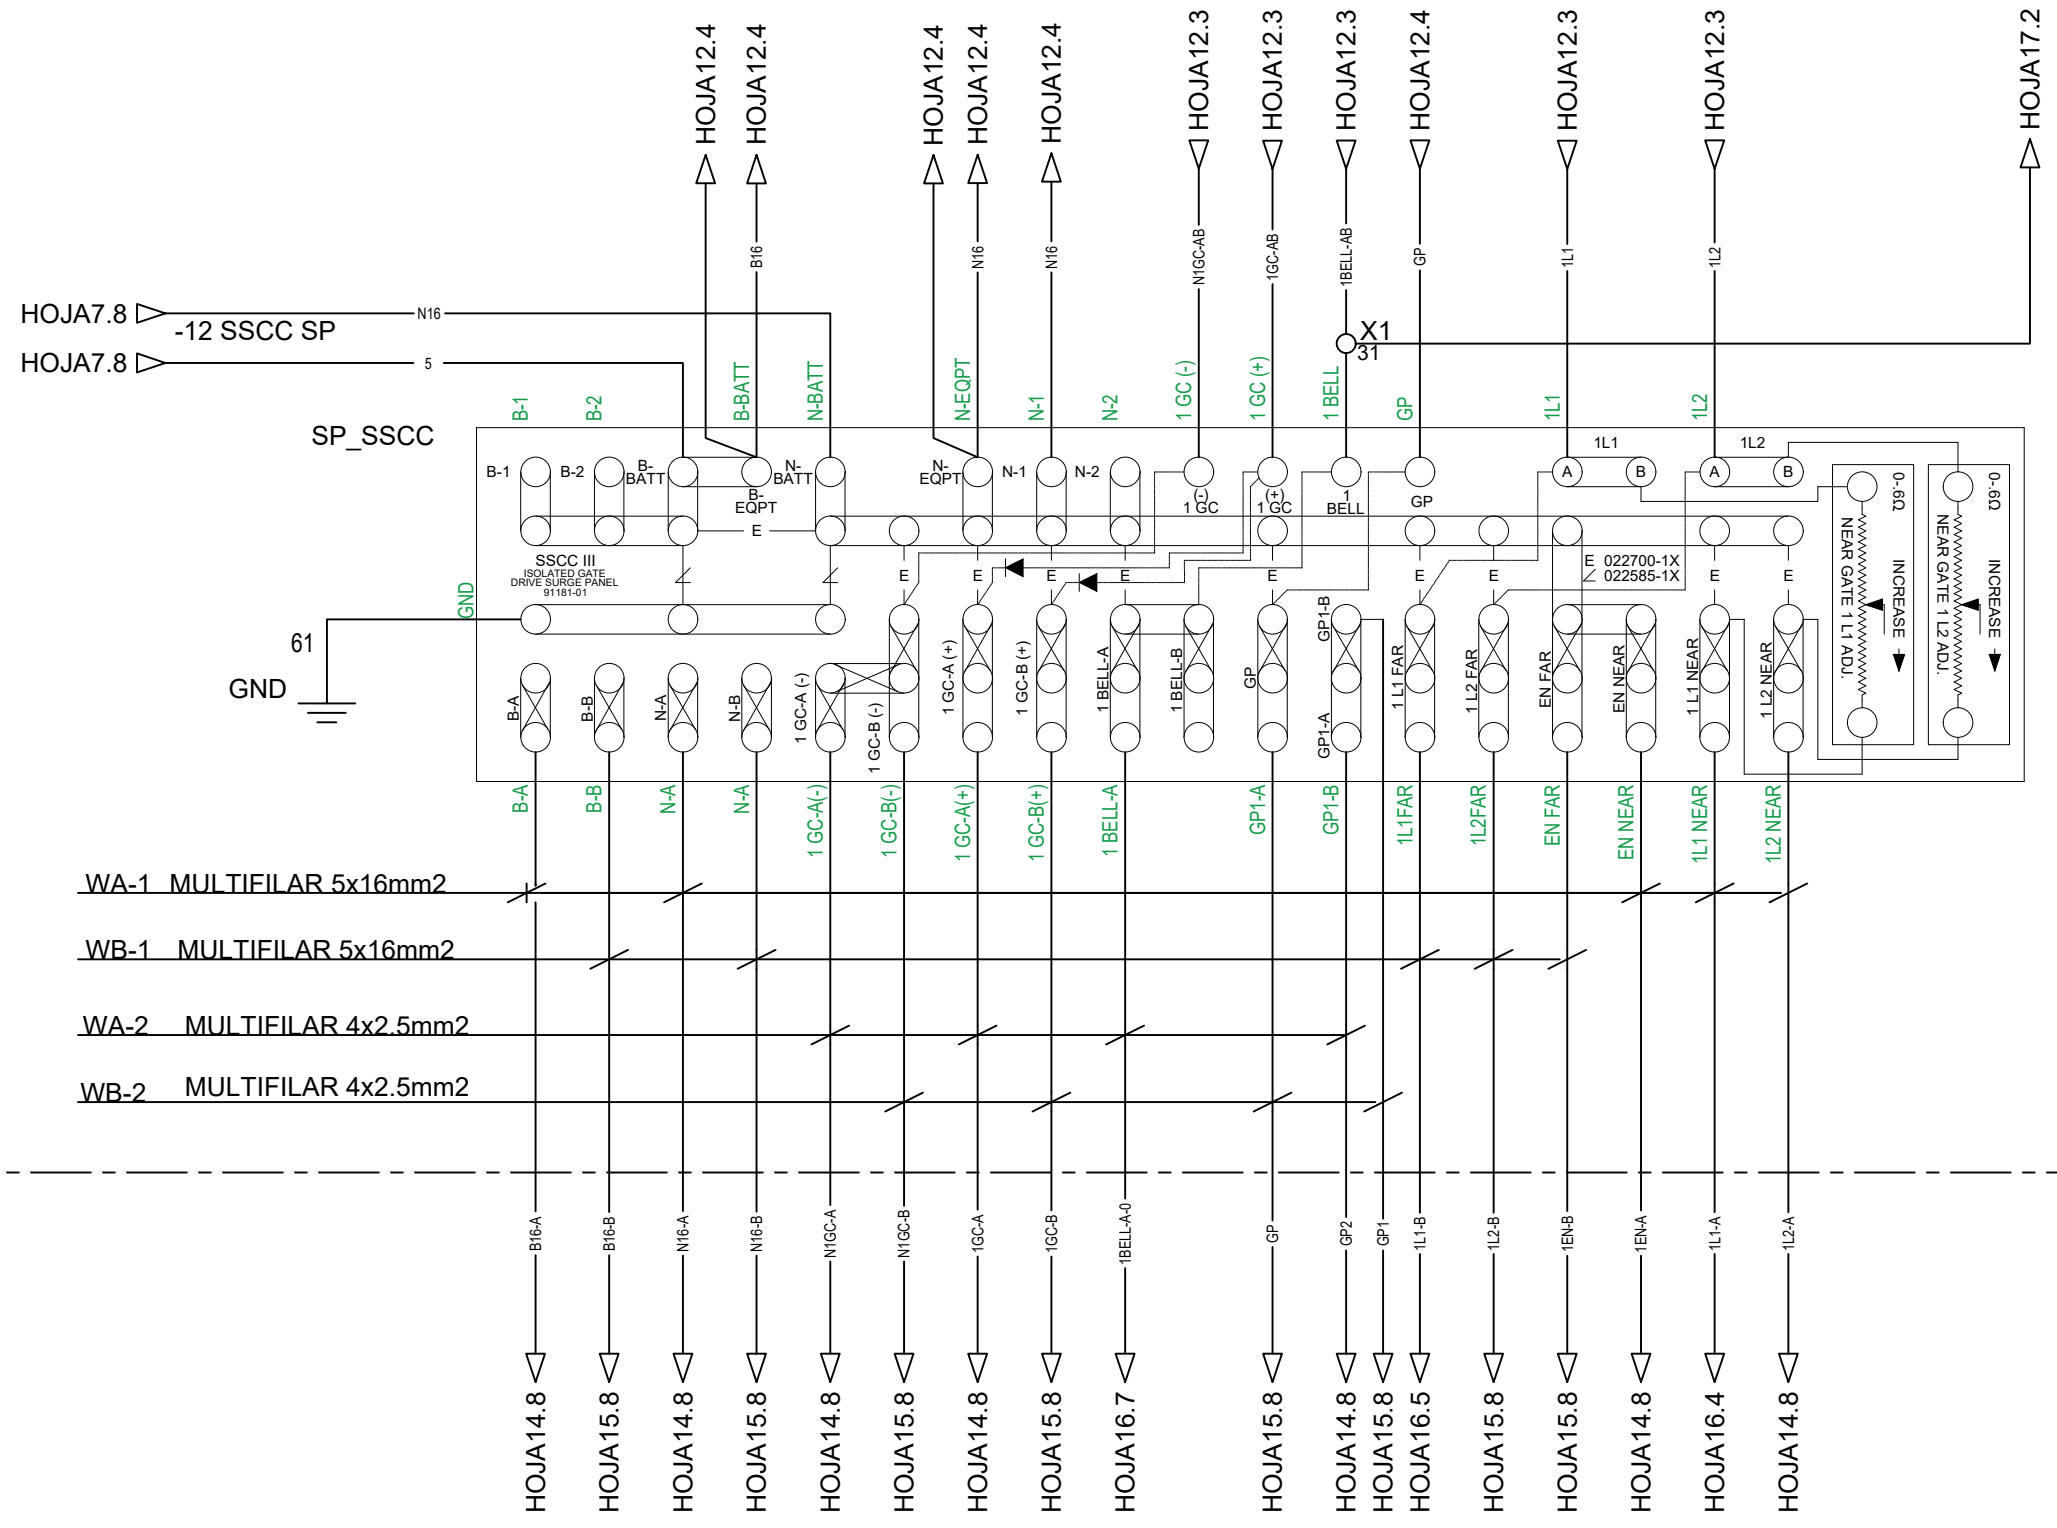 HOJA12.4
HOJA12.4
HOJA12.4
HOJA12.4
HOJA12.4
HOJA12.3
HOJA12.3
HOJA12.3
HOJA12.4
HOJA12.3
HOJA12.3
HOJA17.2
B16
N16
N16
N1GC-AB
1GC-AB
1BELL-AB
GP
1L1
1L2
HOJA7.8
N16
-12 SSCC SP
HOJA7.8
5
X1
31
B-1
B-2
B-BATT
N-BATT
N-EQPT
N-1
N-2
1 GC (-)
1 GC (+)
1 BELL
GP
1L1
1L2
SP_SSCC
B-1
B-2
B-
BATT
B-
EQPT
N-
BATT
N-
EQPT
N-1
N-2
(-)
1 GC
(+)
1 GC
1
BELL
GP
1L1
A
B
1L2
A
B
E
SSCC III
ISOLATED GATE
DRIVE SURGE PANEL
91181-01
E
E
E
E
E
E
E
E
E
E 022700-1X
022585-1X
0-.6Ω
NEAR GATE 1 L1 ADJ.
INCREASE
0-.6Ω
NEAR GATE 1 L2 ADJ.
INCREASE
GND
61
GND
B-A
B-B
N-A
N-B
1 GC-A (-)
1 GC-B (-)
1 GC-A (+)
1 GC-B (+)
1 BELL-A
1 BELL-B
GP
GP1-B
GP1-A
1 L1 FAR
1 L2 FAR
EN FAR
EN NEAR
1 L1 NEAR
1 L2 NEAR
B-A
B-B
N-A
N-A
1 GC-A(-)
1 GC-B(-)
1 GC-A(+)
1 GC-B(+)
1 BELL-A
GP1-A
GP1-B
1L1FAR
1L2FAR
EN FAR
EN NEAR
1L1 NEAR
1L2 NEAR
WA-1 MULTIFILAR 5x16mm2
WB-1 MULTIFILAR 5x16mm2
WA-2 MULTIFILAR 4x2.5mm2
WB-2 MULTIFILAR 4x2.5mm2
B16-A
B16-B
N16-A
N16-B
N1GC-A
N1GC-B
1GC-A
1GC-B
1BELL-A-0
GP
GP2
GP1
1L1-B
1L2-B
1EN-B
1EN-A
1L1-A
1L2-A
HOJA14.8
HOJA15.8
HOJA14.8
HOJA15.8
HOJA14.8
HOJA15.8
HOJA14.8
HOJA15.8
HOJA16.7
HOJA15.8
HOJA14.8
HOJA15.8
HOJA16.5
HOJA15.8
HOJA15.8
HOJA14.8
HOJA16.4
HOJA14.8